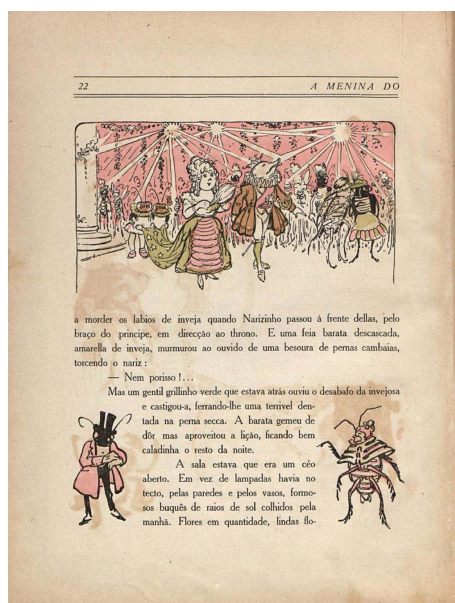 22
A MENINA DO
a morder os labios de inveja quando Narizinho passou á frente dellas, pelo
braço do principe, em direcção ao throno. E uma feia barata descascada,
amarella de inveja, murmurou ao ouvido de uma besoura de pernas cambaias,
torcendo o nariz :
— Nem porisso !...
Mas um gentil grillinho verde que estava atrás ouviu o desabafo da invejosa
e castigou-a, ferrando-lhe uma terrivel den-
tada na perna secca. A barata gemeu de
dôr mas aproveitou a lição, ficando bem
caladinha o resto da noite.
A sala estava que era um céo
aberto. Em vez de lampadas havia no
tecto, pelas paredes e pelos vasos, formo-
sos buquês de raios de sol colhidos pela
manhã. Flores em quantidade, lindas flo-